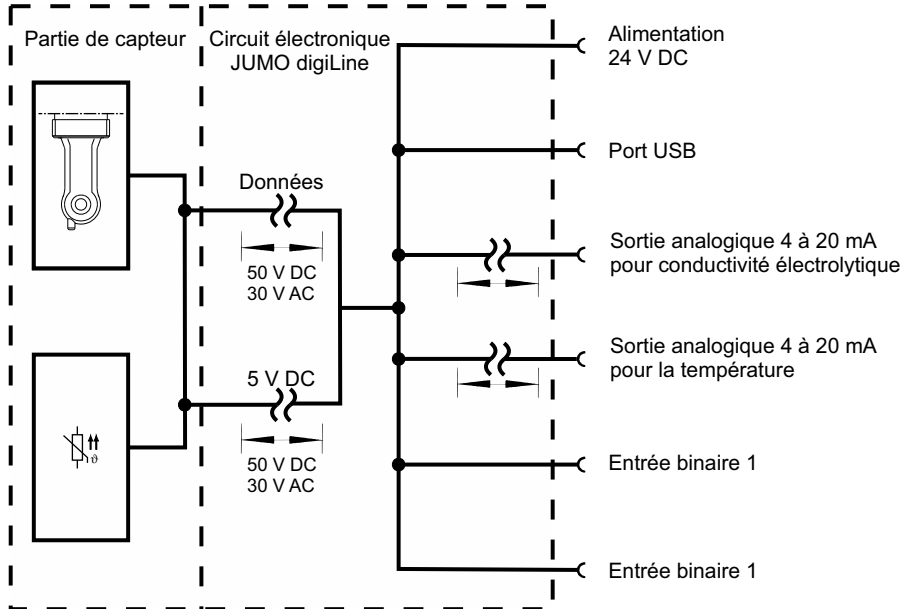 Partie de capteur
Circuit électronique
JUMO digiLine
Données
50 V DC
30 V AC
5 V DC
50 V DC
30 V AC
ϑ
Alimentation
24 V DC
Port USB
Sortie analogique 4 à 20 mA
pour conductivité électrolytique
Sortie analogique 4 à 20 mA
pour la température
Entrée binaire 1
Entrée binaire 1